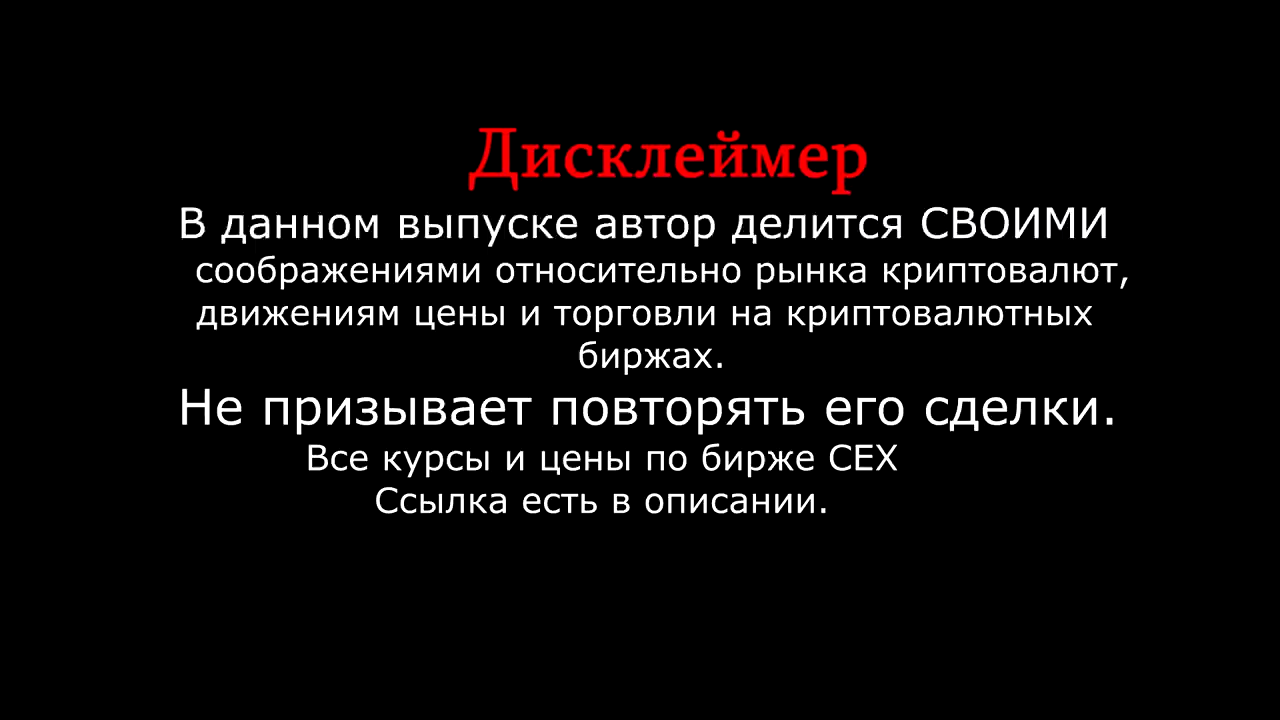 Дисклеймер
В данном выпуске автор делится СВОИМИ
соображениями относительно рынка криптовалют,
движениям цены и торговли на криптовалютных
биржах.
Не призывает повторять его сделки.
Все курсы и цены по бирже CEX
Ссылка есть в описании.